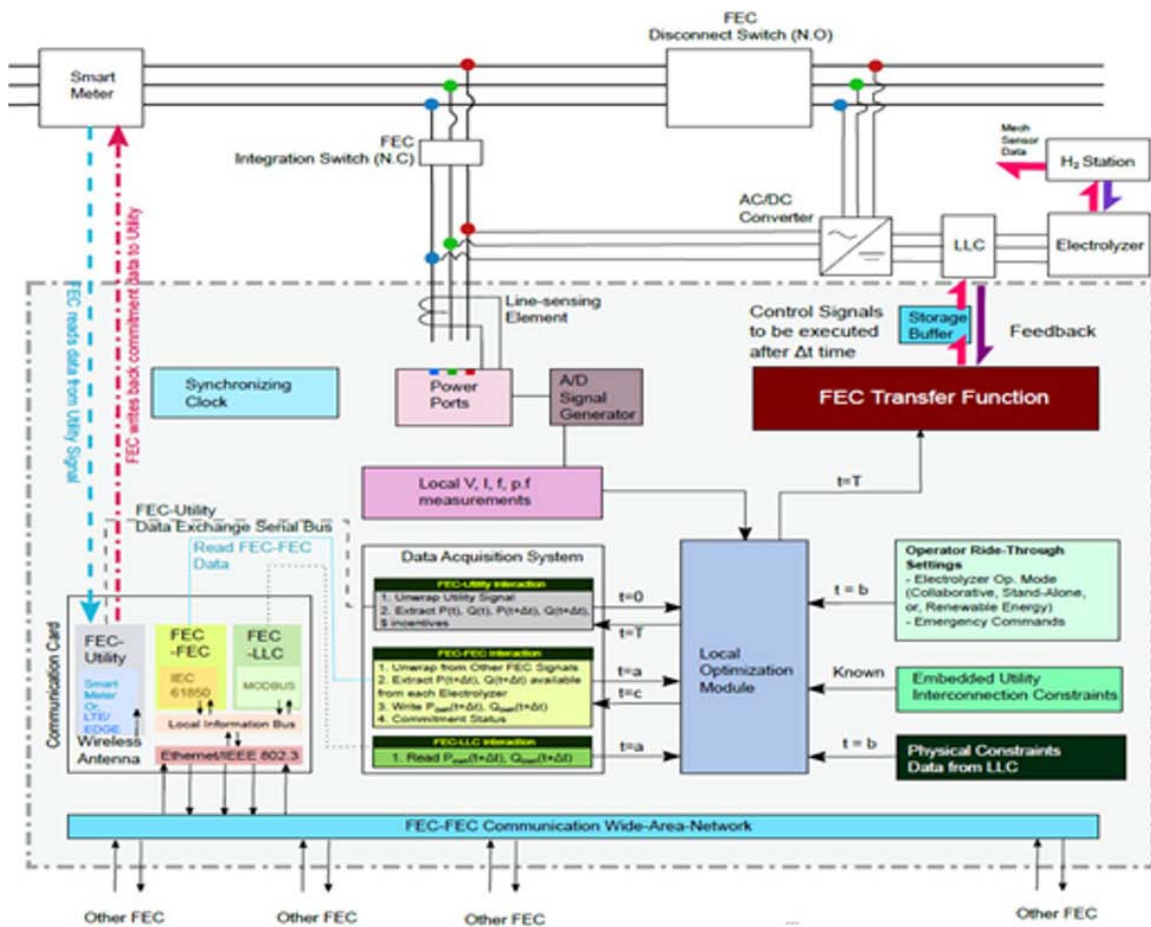 FEC
Disconnect Switch (N.O)
Smart
Meter
FEC
Integration Switch (N.C)
Mech
Sensor
Data
H₂ Station
AC/DC
Converter
LLC
Electrolyzer
FEC reads data from Utility Signal
FEC writes back commitment data to Utility
Line-sensing
Element
Control Signals
to be executed
after Δt time
Storage
Buffer
Feedback
Synchronizing
Clock
Power
Ports
A/D
Signal
Generator
FEC Transfer Function
Local V, I, f, p.f
measurements
t=T
FEC-Utility
Data Exchange Serial Bus
Read FEC-FEC
Data
Data Acquisition System
FEC-Utility Interaction
1. Unwrap Utility Signal
2. Extract P(t), Q(t), P(t+Δt), Q(t+Δt),
$ incentives
t=0
t=T
FEC-FEC Interaction
1. Unwrap from Other FEC Signals
2. Extract P(t+Δt), Q(t+Δt) available
from each Electrolyzer
3. Write P(t+Δt), Q(t+Δt)
4. Commitment Status
t=a
t=c
FEC-LLC Interaction
1. Read P(t+Δt), Q(t+Δt)
t=a
Local
Optimization
Module
Operator Ride-Through
Settings
- Electrolyzer Op. Mode
(Collaborative, Stand-Alone,
or, Renewable Energy)
- Emergency Commands
t = b
Known
Embedded Utility
Interconnection Constraints
t = b
Physical Constraints
Data from LLC
Communication Card
FEC-
Utility
Smart
Meter
Or,
LTE/
EDGE
Wireless
Antenna
FEC
-FEC
IEC
61850
FEC
-LLC
MODBUS
Local Information Bus
Ethernet/IEEE 802.3
FEC-FEC Communication Wide-Area-Network
Other FEC
Other FEC
Other FEC
...
Other FEC